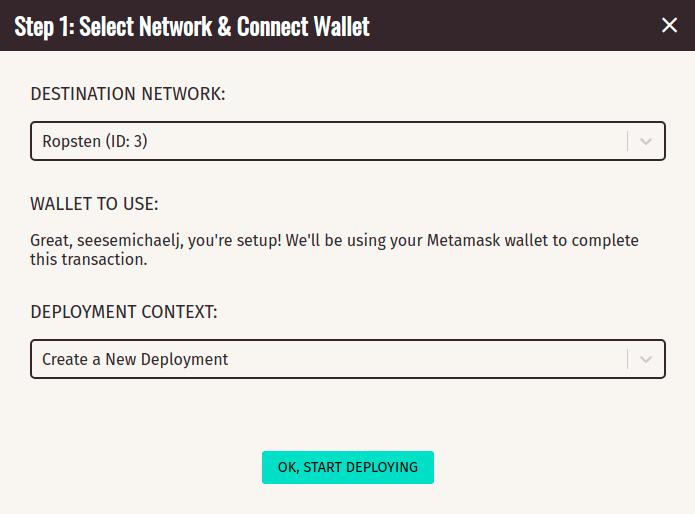 Step 1: Select Network & Connect Wallet
DESTINATION NETWORK:
Ropsten (ID: 3)
WALLET TO USE:
Great, seesemichaelj, you're setup! We'll be using your Metamask wallet to complete
this transaction.
DEPLOYMENT CONTEXT:
Create a New Deployment
OK, START DEPLOYING